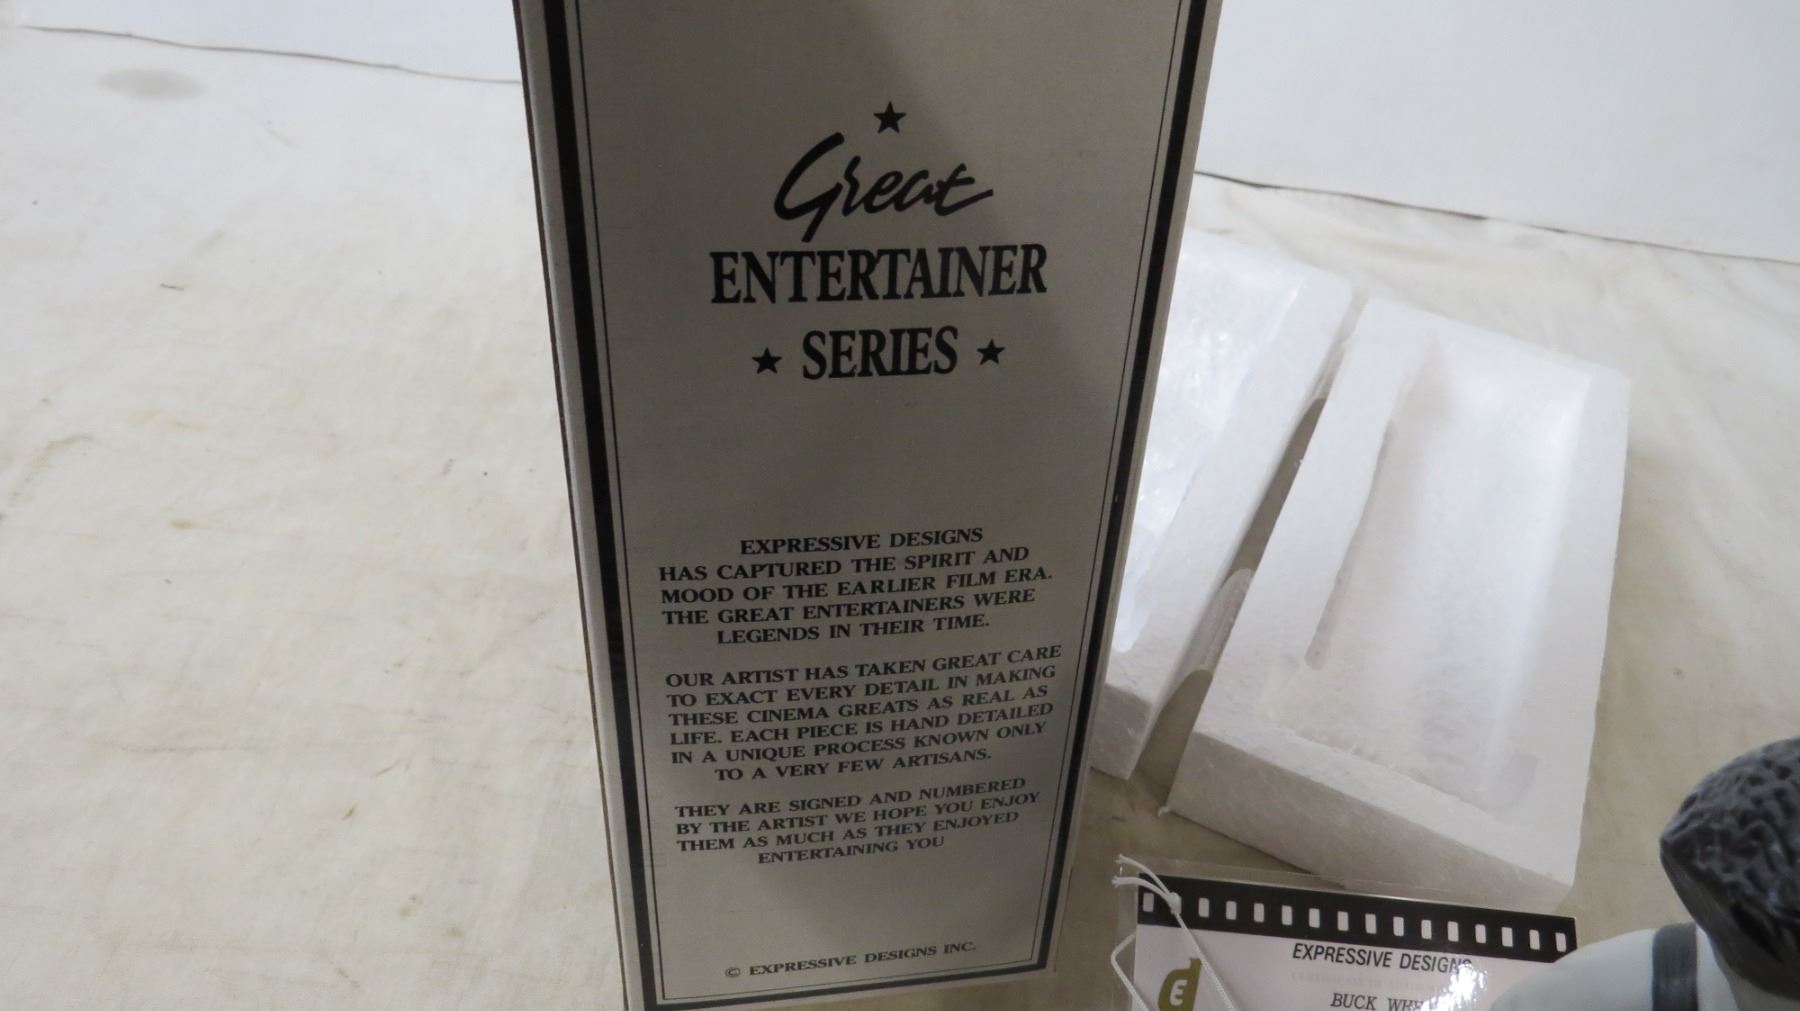 Great
ENTERTAINER
SERIES
EXPRESSIVE DESIGNS
HAS CAPTURED THE SPIRIT AND
MOOD OF THE EARLIER FILM ERA.
THE GREAT ENTERTAINERS WERE
LEGENDS IN THEIR TIME.
OUR ARTIST HAS TAKEN GREAT CARE
TO EXACT EVERY DETAIL IN MAKING
THESE CINEMA GREATS AS REAL AS
LIFE. EACH PIECE IS HAND DETAILED
IN A UNIQUE PROCESS KNOWN ONLY
TO A VERY FEW ARTISANS.
THEY ARE SIGNED AND NUMBERED
BY THE ARTIST WE HOPE YOU ENJOY
THEM AS MUCH AS THEY ENJOYED
ENTERTAINING YOU
© EXPRESSIVE DESIGNS INC.
EXPRESSIVE DESIGNS
E
BUCK